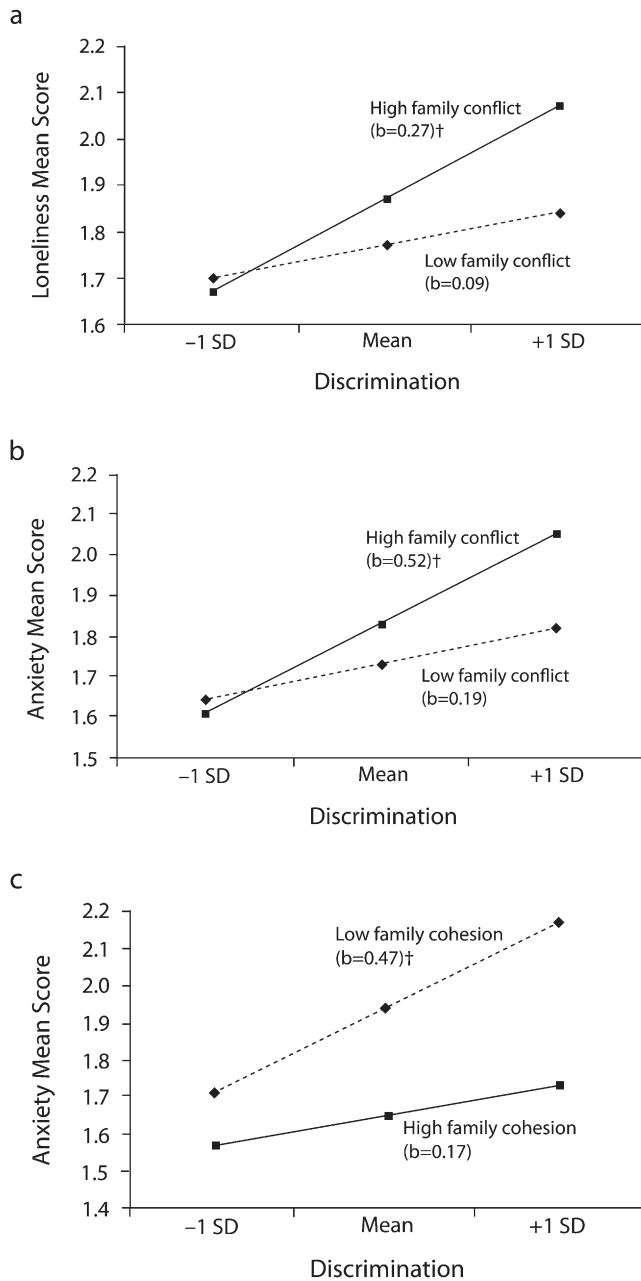 a
2.2
2.1
2.0
1.9
1.8
1.7
1.6
Loneliness Mean Score
High family conflict
(b=0.27)†
Low family conflict
(b=0.09)
–1 SD Mean +1 SD
Discrimination
b
2.2
2.1
2.0
1.9
1.8
1.7
1.6
1.5
Anxiety Mean Score
High family conflict
(b=0.52)†
Low family conflict
(b=0.19)
–1 SD Mean +1 SD
Discrimination
c
2.2
2.1
2.0
1.9
1.8
1.7
1.6
1.5
1.4
Anxiety Mean Score
Low family cohesion
(b=0.47)†
High family cohesion
(b=0.17)
–1 SD Mean +1 SD
Discrimination